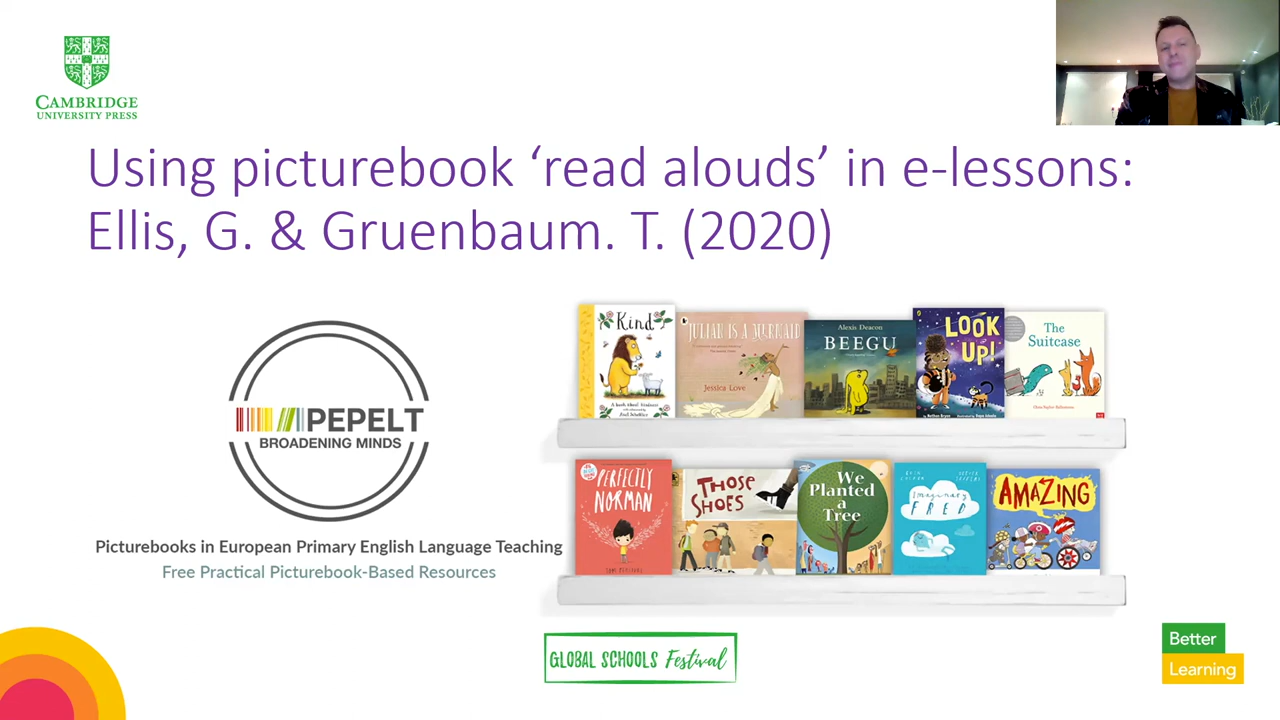 CAMBRIDGE
UNIVERSITY PRESS
Using picturebook ‘read alouds’ in e-lessons:
Ellis, G. & Gruenbaum. T. (2020)
PEPELT
BROADENING MINDS
Picturebooks in European Primary English Language Teaching
Free Practical Picturebook-Based Resources
Kind
JULIAN IS A MERMAID
Jessica Love
Alexis Deacon
BEEGU
LOOK
UP!
The
Suitcase
PERFECTLY
NORMAN
THOSE
SHOES
We
Planted
a
Tree
Imaginary
FRED
AMAZING
GLOBAL SCHOOLS Festival
Better
Learning